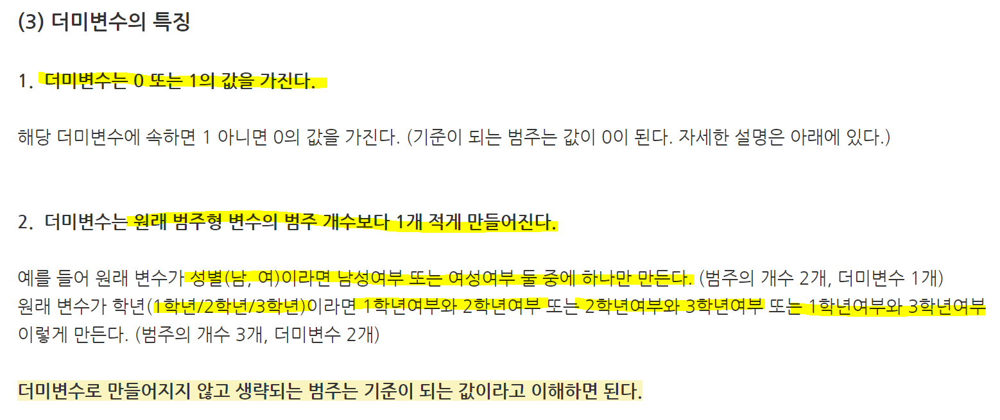 (3) 더미변수의 특징
1. 더미변수는 0 또는 1의 값을 가진다.
해당 더미변수에 속하면 1 아니면 0의 값을 가진다. (기준이 되는 범주는 값이 0이 된다. 자세한 설명은 아래에 있다.)
2. 더미변수는 원래 범주형 변수의 범주 개수보다 1개 적게 만들어진다.
예를 들어 원래 변수가 성별(남, 여)이라면 남성여부 또는 여성여부 둘 중에 하나만 만든다. (범주의 개수 2개, 더미변수 1개)
원래 변수가 학년(1학년/2학년/3학년)이라면 1학년여부와 2학년여부 또는 2학년여부와 3학년여부 또는 1학년여부와 3학년여부
이렇게 만든다. (범주의 개수 3개, 더미변수 2개)
더미변수로 만들어지지 않고 생략되는 범주는 기준이 되는 값이라고 이해하면 된다.